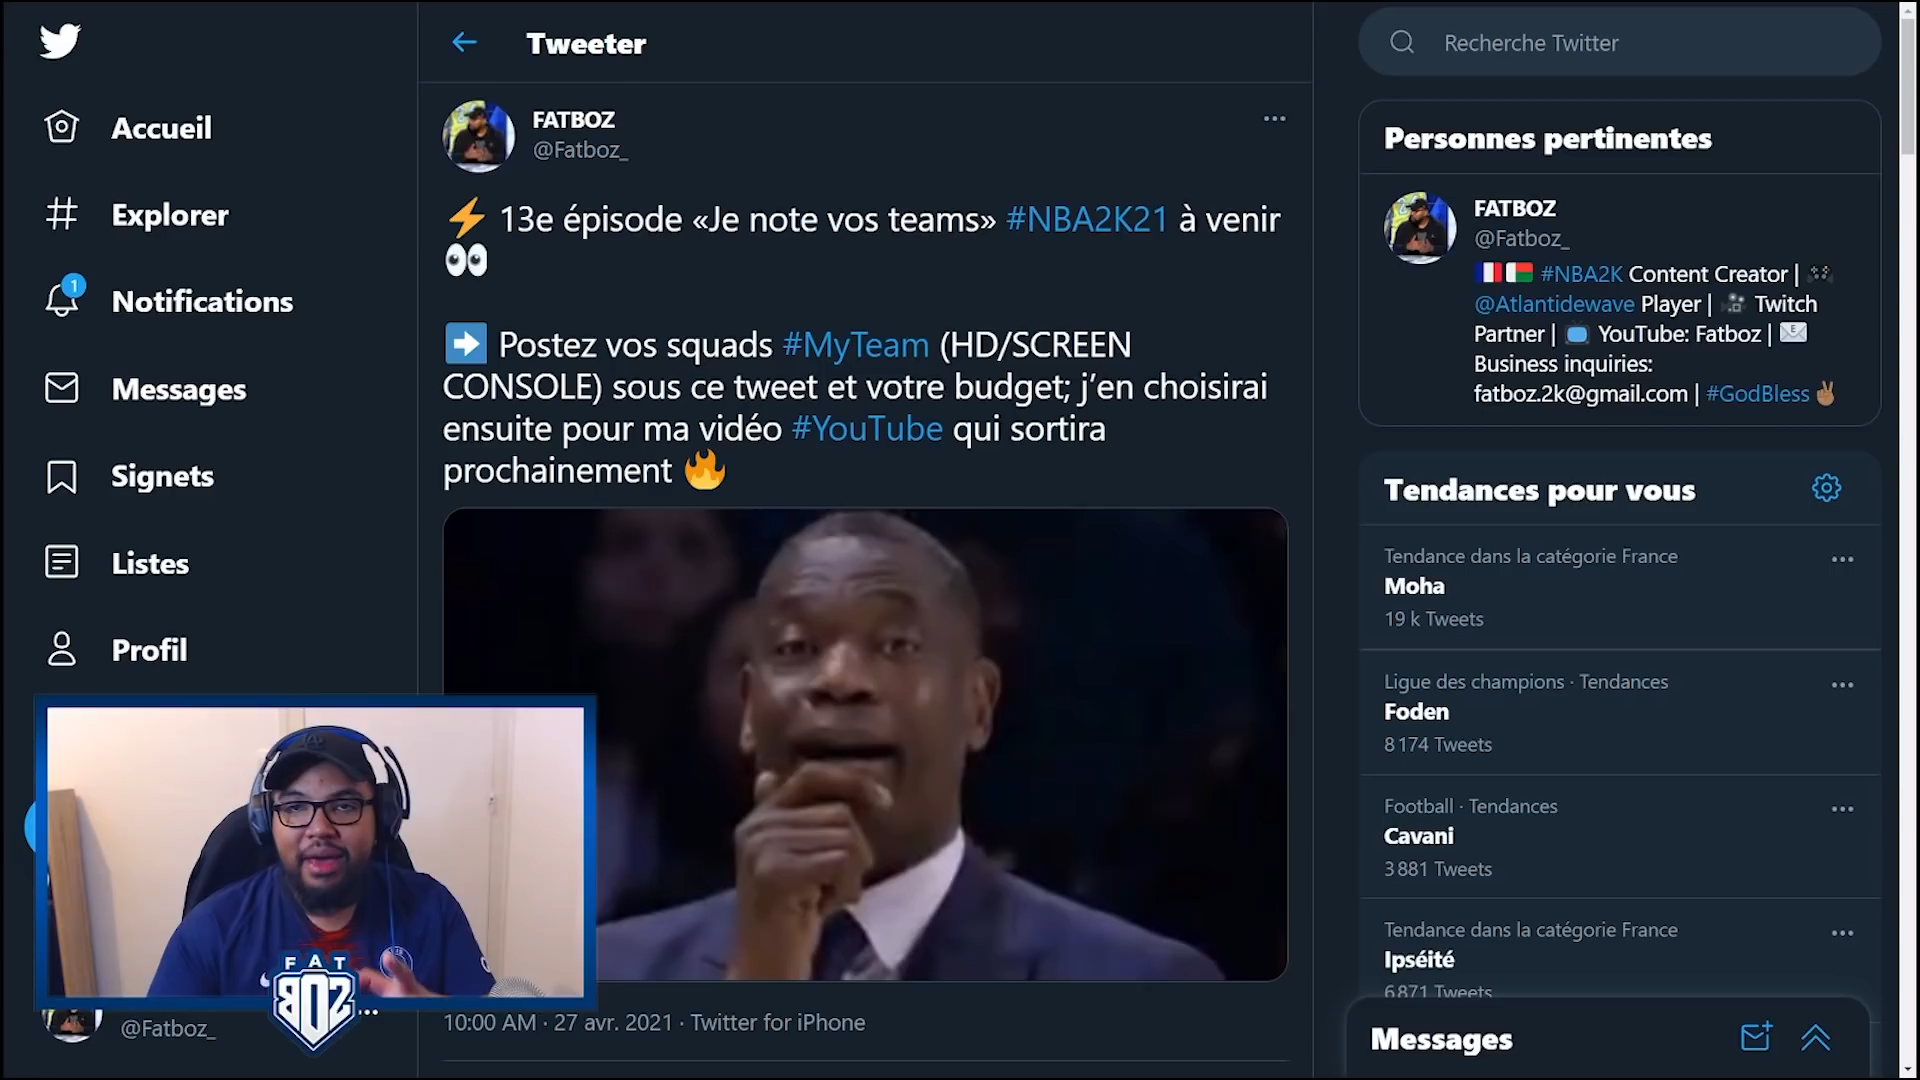 Accueil
Explorer
1
Notifications
Messages
Signets
Listes
Profil
@Fatboz_
FAT
BOZ
Tweeter
FATBOZ
@Fatboz_
⚡ 13e épisode «Je note vos teams» #NBA2K21 à venir
👀
➡️ Postez vos squads #MyTeam (HD/SCREEN
CONSOLE) sous ce tweet et votre budget; j’en choisirai
ensuite pour ma vidéo #YouTube qui sortira
prochainement 🔥
10:00 AM · 27 avr. 2021 · Twitter for iPhone
Recherche Twitter
Personnes pertinentes
FATBOZ
@Fatboz_
🇫🇷🇲🇬 #NBA2K Content Creator | 🎮
@Atlantidewave Player | 🎥 Twitch
Partner | 📺 YouTube: Fatboz | 📧
Business inquiries:
fatboz.2k@gmail.com | #GodBless ✌🏾
Tendances pour vous
Tendance dans la catégorie France
Moha
19 k Tweets
Ligue des champions · Tendances
Foden
8 174 Tweets
Football · Tendances
Cavani
3 881 Tweets
Tendance dans la catégorie France
Ipséité
6 871 Tweets
Messages